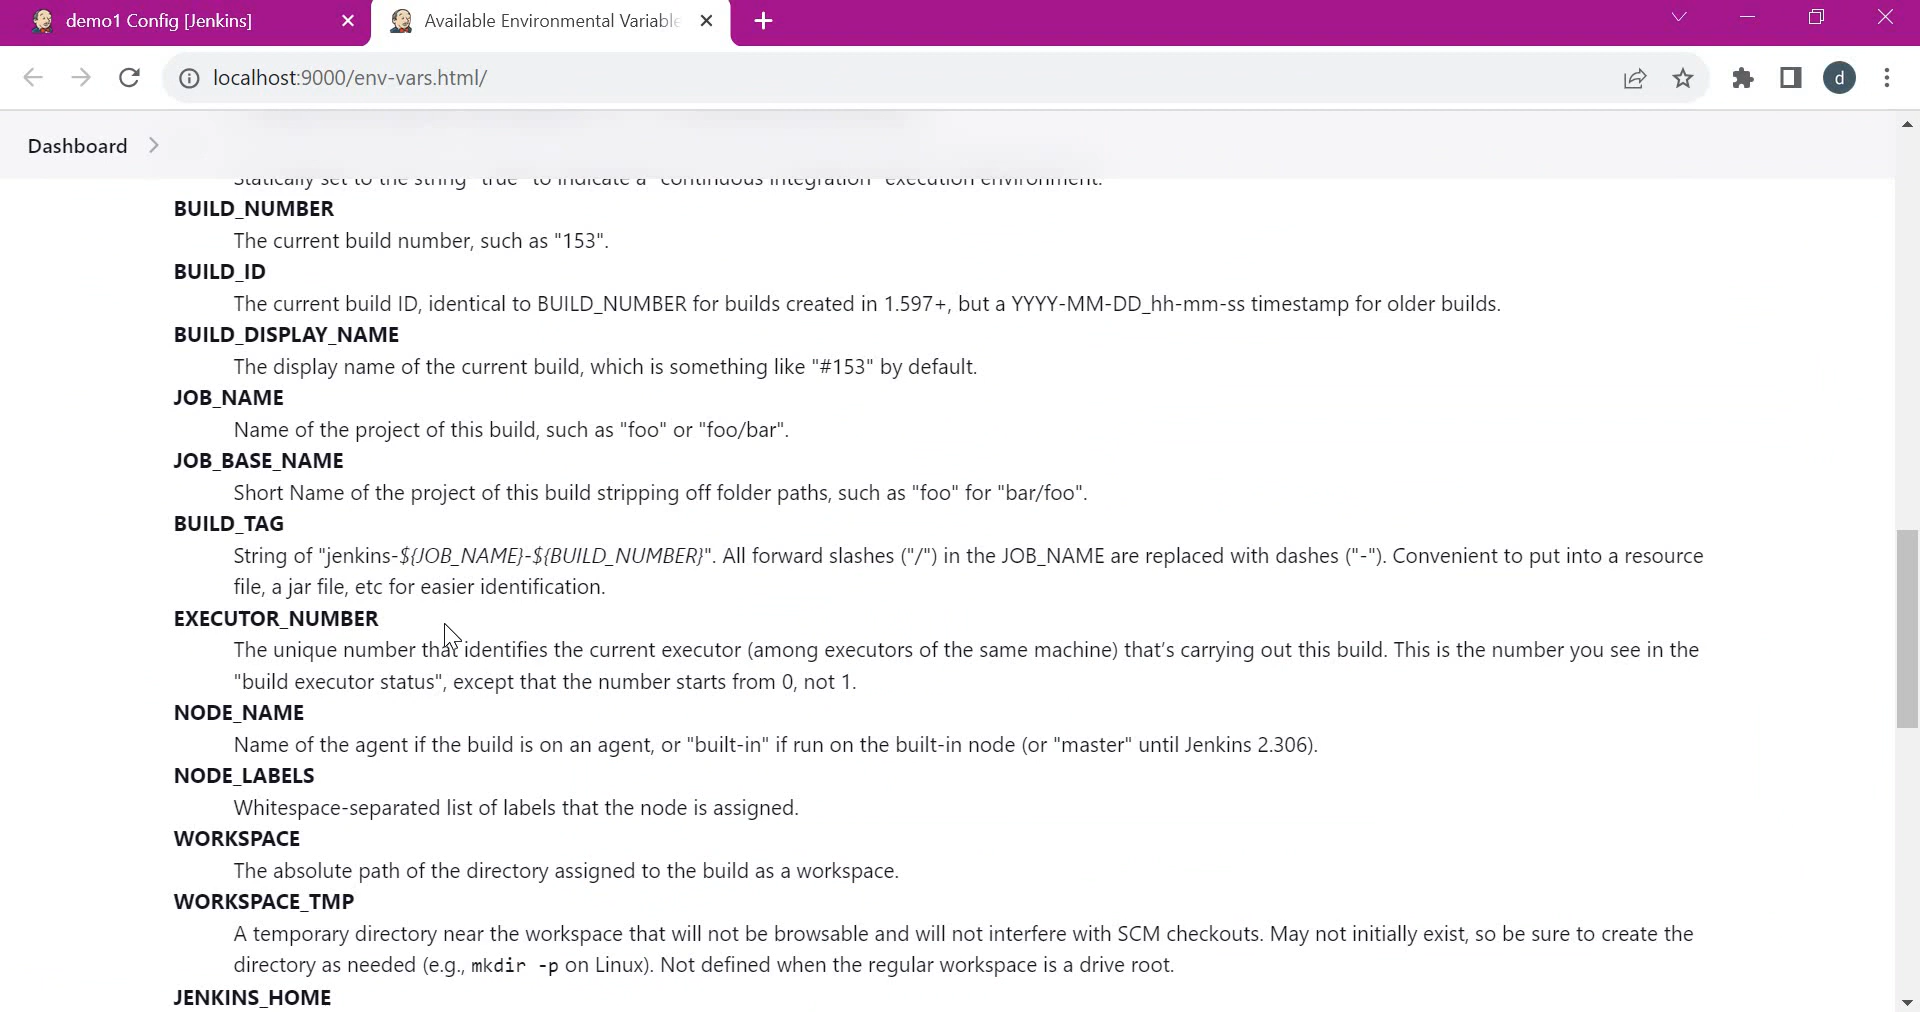 demo1 Config [Jenkins]
Available Environmental Variable
localhost:9000/env-vars.html/
d
Dashboard
Statically set to the string "true" to indicate a "continuous integration" execution environment.
BUILD_NUMBER
The current build number, such as "153".
BUILD_ID
The current build ID, identical to BUILD_NUMBER for builds created in 1.597+, but a YYYY-MM-DD_hh-mm-ss timestamp for older builds.
BUILD_DISPLAY_NAME
The display name of the current build, which is something like "#153" by default.
JOB_NAME
Name of the project of this build, such as "foo" or "foo/bar".
JOB_BASE_NAME
Short Name of the project of this build stripping off folder paths, such as "foo" for "bar/foo".
BUILD_TAG
String of "jenkins-${JOB_NAME}-${BUILD_NUMBER}". All forward slashes ("/") in the JOB_NAME are replaced with dashes ("-"). Convenient to put into a resource
file, a jar file, etc for easier identification.
EXECUTOR_NUMBER
The unique number that identifies the current executor (among executors of the same machine) that's carrying out this build. This is the number you see in the
"build executor status", except that the number starts from 0, not 1.
NODE_NAME
Name of the agent if the build is on an agent, or "built-in" if run on the built-in node (or "master" until Jenkins 2.306).
NODE_LABELS
Whitespace-separated list of labels that the node is assigned.
WORKSPACE
The absolute path of the directory assigned to the build as a workspace.
WORKSPACE_TMP
A temporary directory near the workspace that will not be browsable and will not interfere with SCM checkouts. May not initially exist, so be sure to create the
directory as needed (e.g., mkdir -p on Linux). Not defined when the regular workspace is a drive root.
JENKINS_HOME